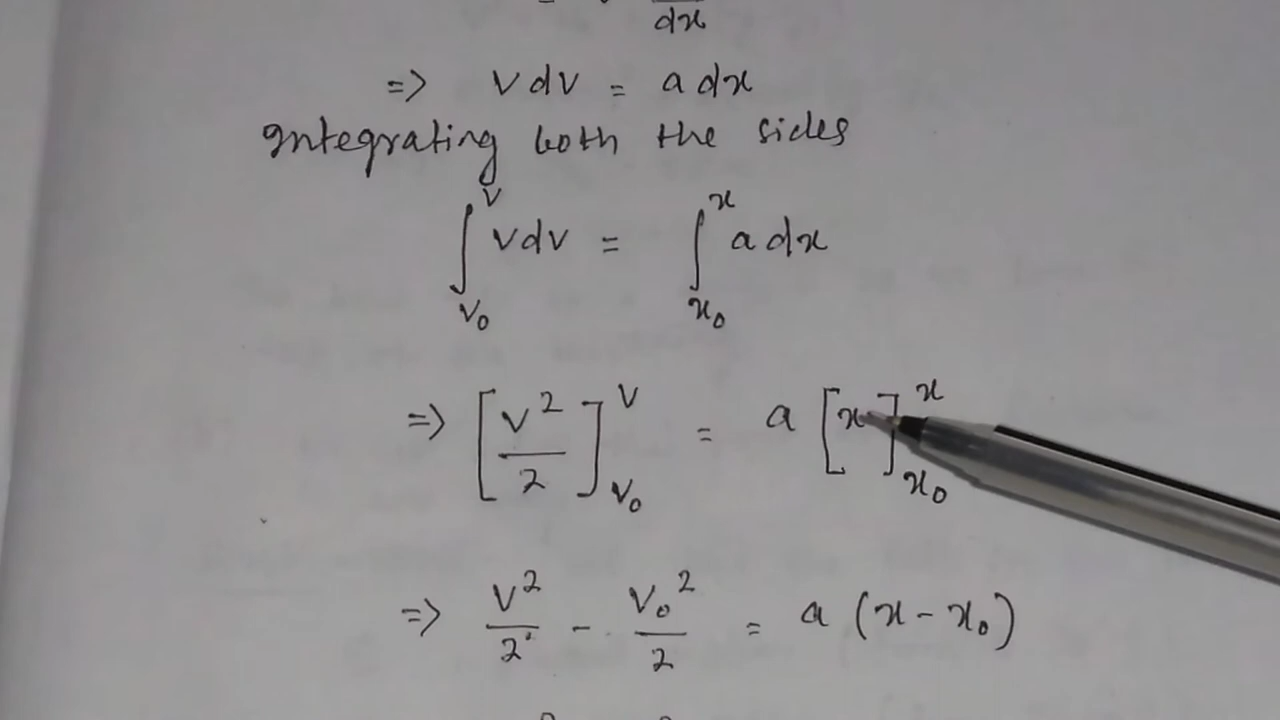 dx
=> v dv = a dx
Integrating both the sides
∫_{v₀}^{v} v dv = ∫_{x₀}^{x} a dx
=> [v²/2]_{v₀}^{v} = a [x]_{x₀}^{x}
=> v²/2 - v₀²/2 = a (x - x₀)